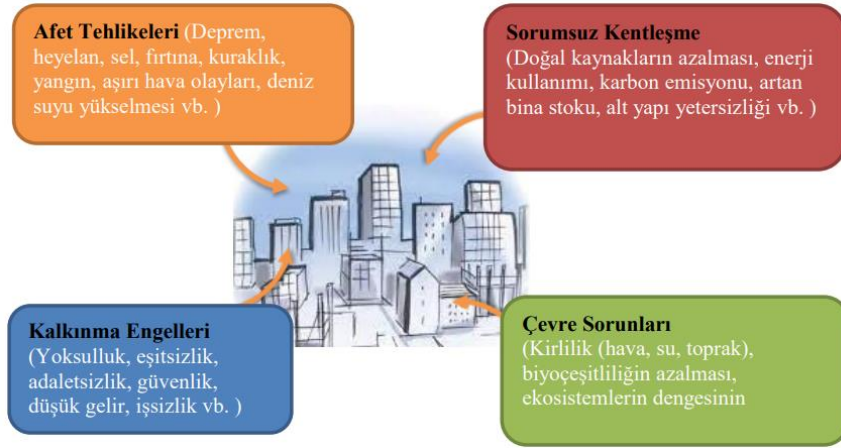 Afet Tehlikeleri (Deprem,
heyelan, sel, fırtına, kuraklık,
yangın, aşırı hava olayları, deniz
suyu yükselmesi vb. )
Sorumsuz Kentleşme
(Doğal kaynakların azalması, enerji
kullanımı, karbon emisyonu, artan
bina stoku, alt yapı yetersizliği vb. )
Kalkınma Engelleri
(Yoksulluk, eşitsizlik,
adaletsizlik, güvenlik,
düşük gelir, işsizlik vb. )
Çevre Sorunları
(Kirlilik (hava, su, toprak),
biyoçeşitliliğin azalması,
ekosistemlerin dengesinin